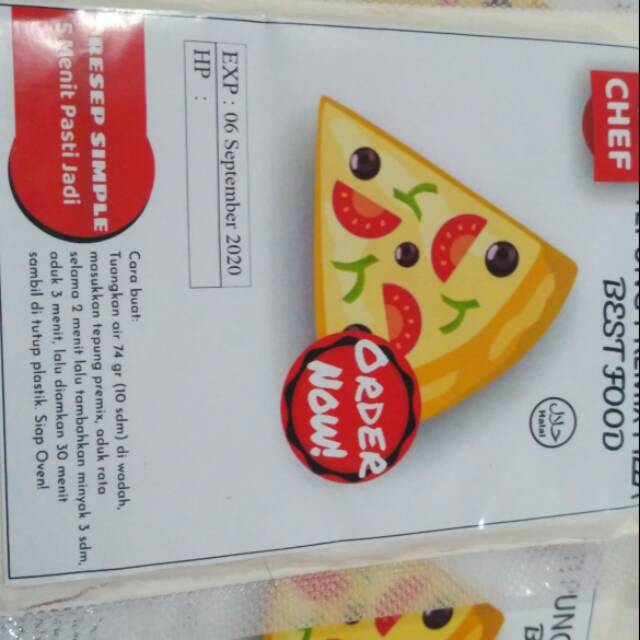 CHEF
BEST FOOD
حلال
Halal
ORDER
NOW!
EXP : 06 September 2020
HP :
RESEP SIMPLE
5 Menit Pasti Jadi
Cara buat:
Tuangkan air 74 gr (10 sdm) di wadah,
masukkan tepung premix, aduk rata
selama 2 menit lalu tambahkan minyak 3 sdm,
aduk 3 menit, lalu diamkan 30 menit
sambil di tutup plastik. Siap Oven!